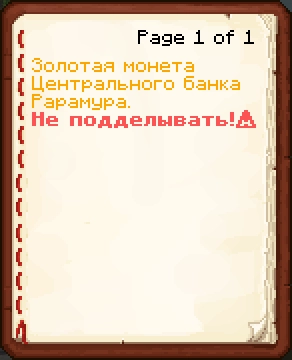 Page 1 of 1
Золотая монета
Центрального банка
Рарамура.
Не подделывать!⚠